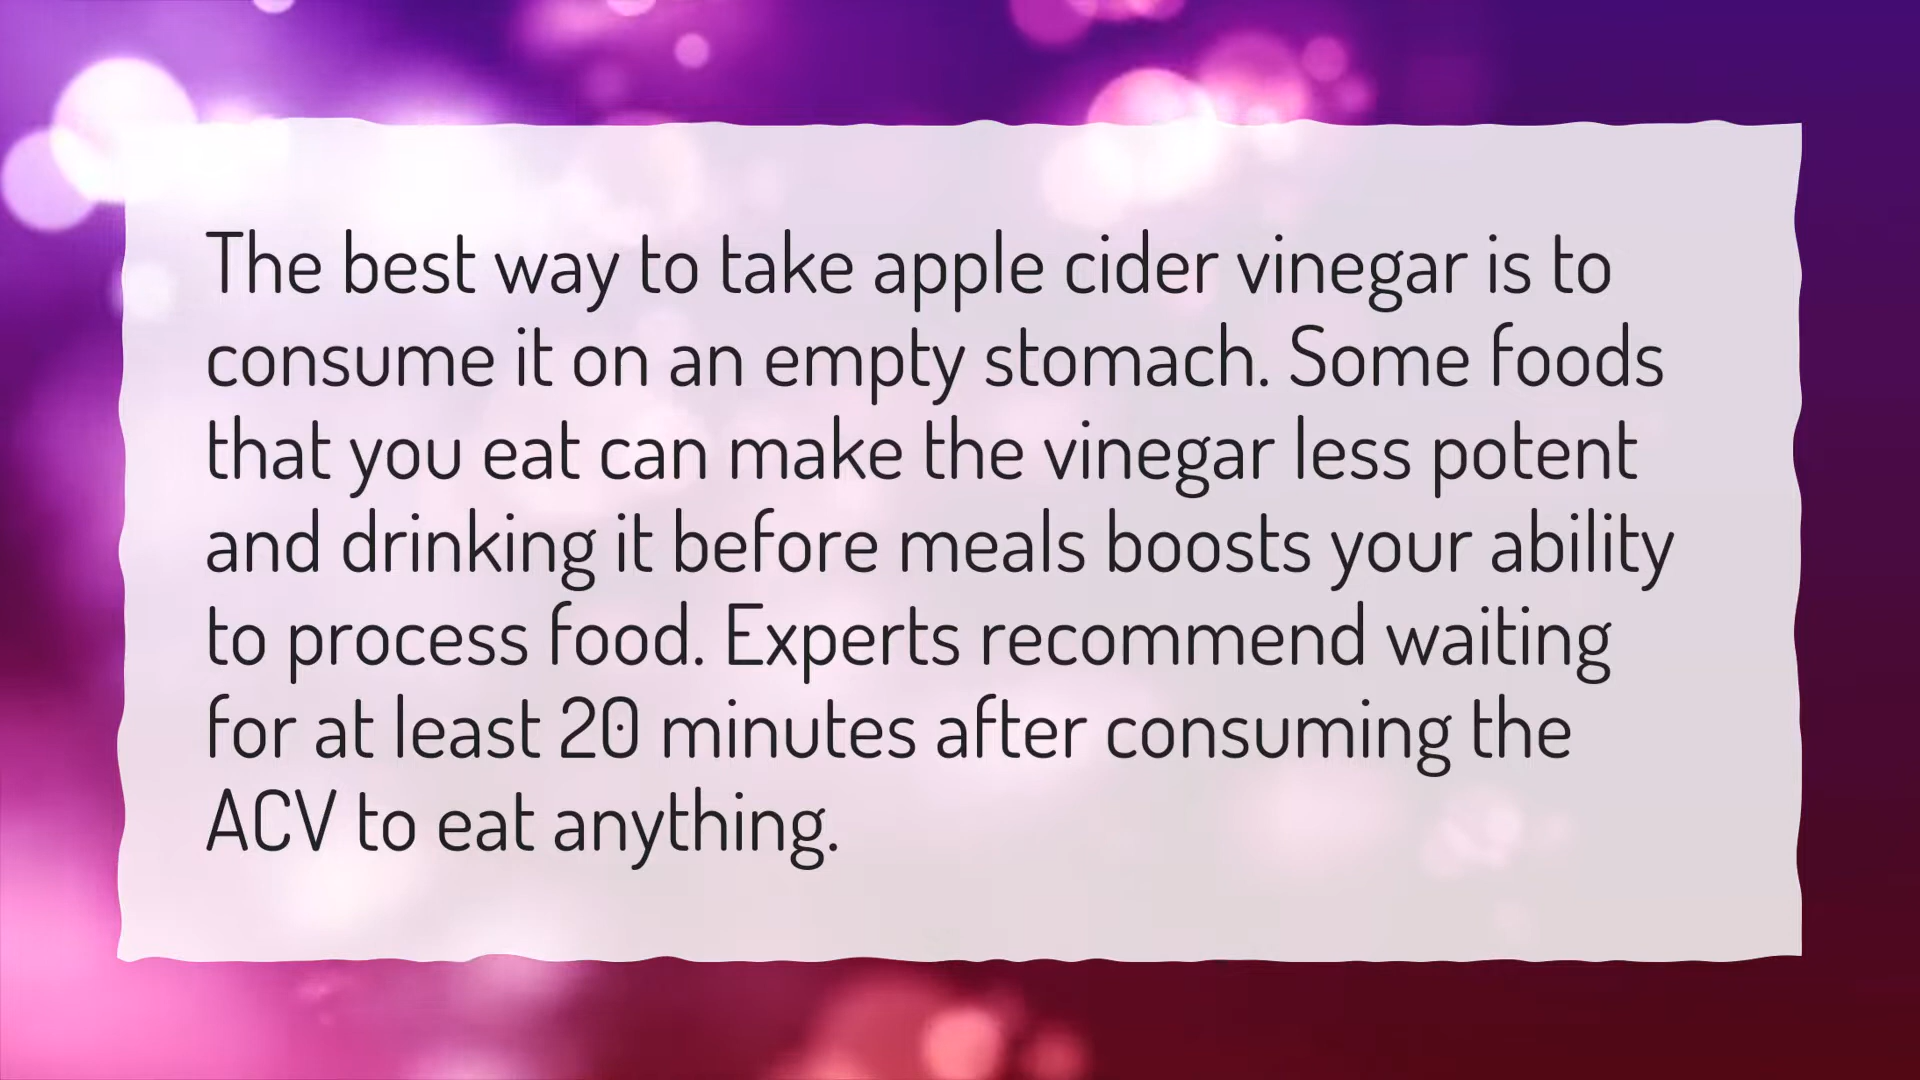 The best way to take apple cider vinegar is to
consume it on an empty stomach. Some foods
that you eat can make the vinegar less potent
and drinking it before meals boosts your ability
to process food. Experts recommend waiting
for at least 20 minutes after consuming the
ACV to eat anything.